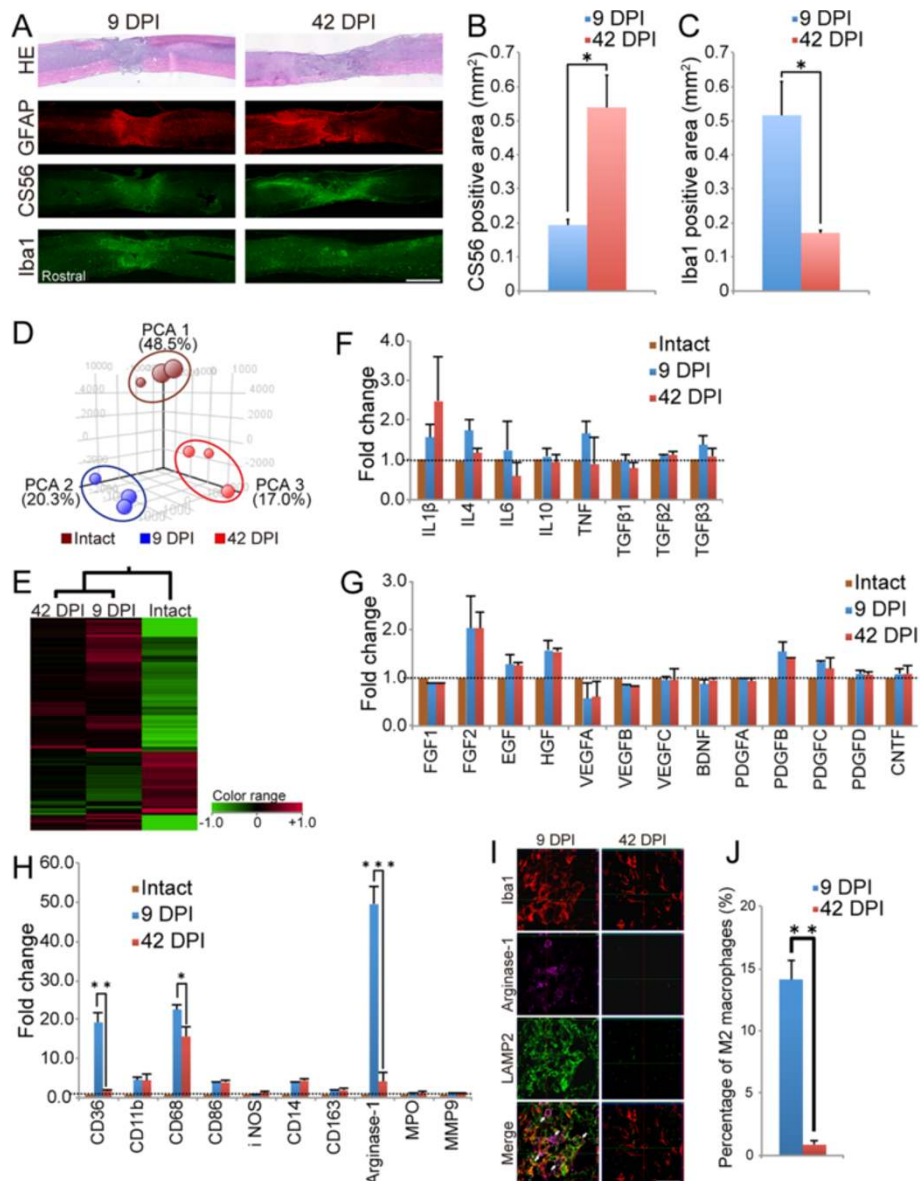 A
9 DPI
42 DPI
HE
GFAP
CS56
Iba1
Rostral
B
9 DPI
42 DPI
CS56 positive area (mm²)
0.7
0.6
0.5
0.4
0.3
0.2
0.1
0
*
C
Iba1 positive area (mm²)
0.7
0.6
0.5
0.4
0.3
0.2
0.1
0
*
D
PCA 1
(48.5%)
PCA 2
(20.3%)
PCA 3
(17.0%)
Intact
9 DPI
42 DPI
E
42 DPI
9 DPI
Intact
Color range
-1.0
0
+1.0
F
Intact
9 DPI
42 DPI
Fold change
4.0
3.0
2.0
1.0
0.0
IL1β
IL4
IL6
IL10
TNF
TGFβ1
TGFβ2
TGFβ3
G
Intact
9 DPI
42 DPI
Fold change
3.0
2.0
1.0
0.0
FGF1
FGF2
EGF
HGF
VEGFA
VEGFB
VEGFC
BDNF
PDGFA
PDGFB
PDGFC
PDGFD
CNTF
H
Intact
9 DPI
42 DPI
Fold change
60.0
50.0
40.0
30.0
20.0
10.0
0.0
* *
*
* * *
CD36
CD11b
CD68
CD86
i NOS
CD14
CD163
Arginase-1
MPO
MMP9
I
9 DPI
42 DPI
Iba1
Arginase-1
LAMP2
Merge
J
9 DPI
42 DPI
Percentage of M2 macrophages (%)
20
15
10
5
0
* *